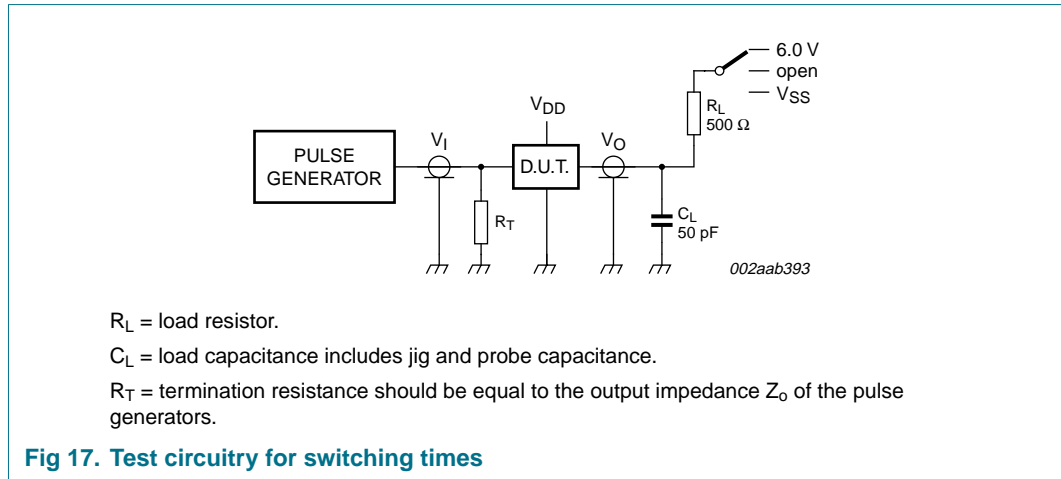 6.0 V
open
VSS
RL
500 Ω
VDD
VI
VO
PULSE
GENERATOR
D.U.T.
RT
CL
50 pF
002aab393
RL = load resistor.
CL = load capacitance includes jig and probe capacitance.
RT = termination resistance should be equal to the output impedance Zo of the pulse
generators.
Fig 17. Test circuitry for switching times